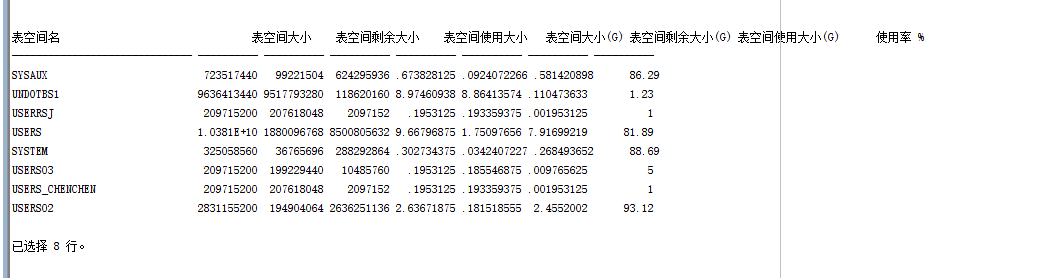 表空间名 表空间大小 表空间剩余大小 表空间使用大小 表空间大小(G) 表空间剩余大小(G) 表空间使用大小(G) 使用率 %
SYSAUX 723517440 99221504 624295936 .673828125 .0924072266 .581420898 86.29
UNDOTBS1 9636413440 9517793280 118620160 8.97460938 8.86413574 .110473633 1.23
USERRSJ 209715200 207618048 2097152 .1953125 .193359375 .001953125 1
USERS 1.0381E+10 1880096768 8500805632 9.66796875 1.75097656 7.91699219 81.89
SYSTEM 325058560 36765696 288292864 .302734375 .0342407227 .268493652 88.69
USERS03 209715200 199229440 10485760 .1953125 .185546875 .009765625 5
USERS_CHENCHEN 209715200 207618048 2097152 .1953125 .193359375 .001953125 1
USERS02 2831155200 194904064 2636251136 2.63671875 .181518555 2.4552002 93.12
已选择 8 行。